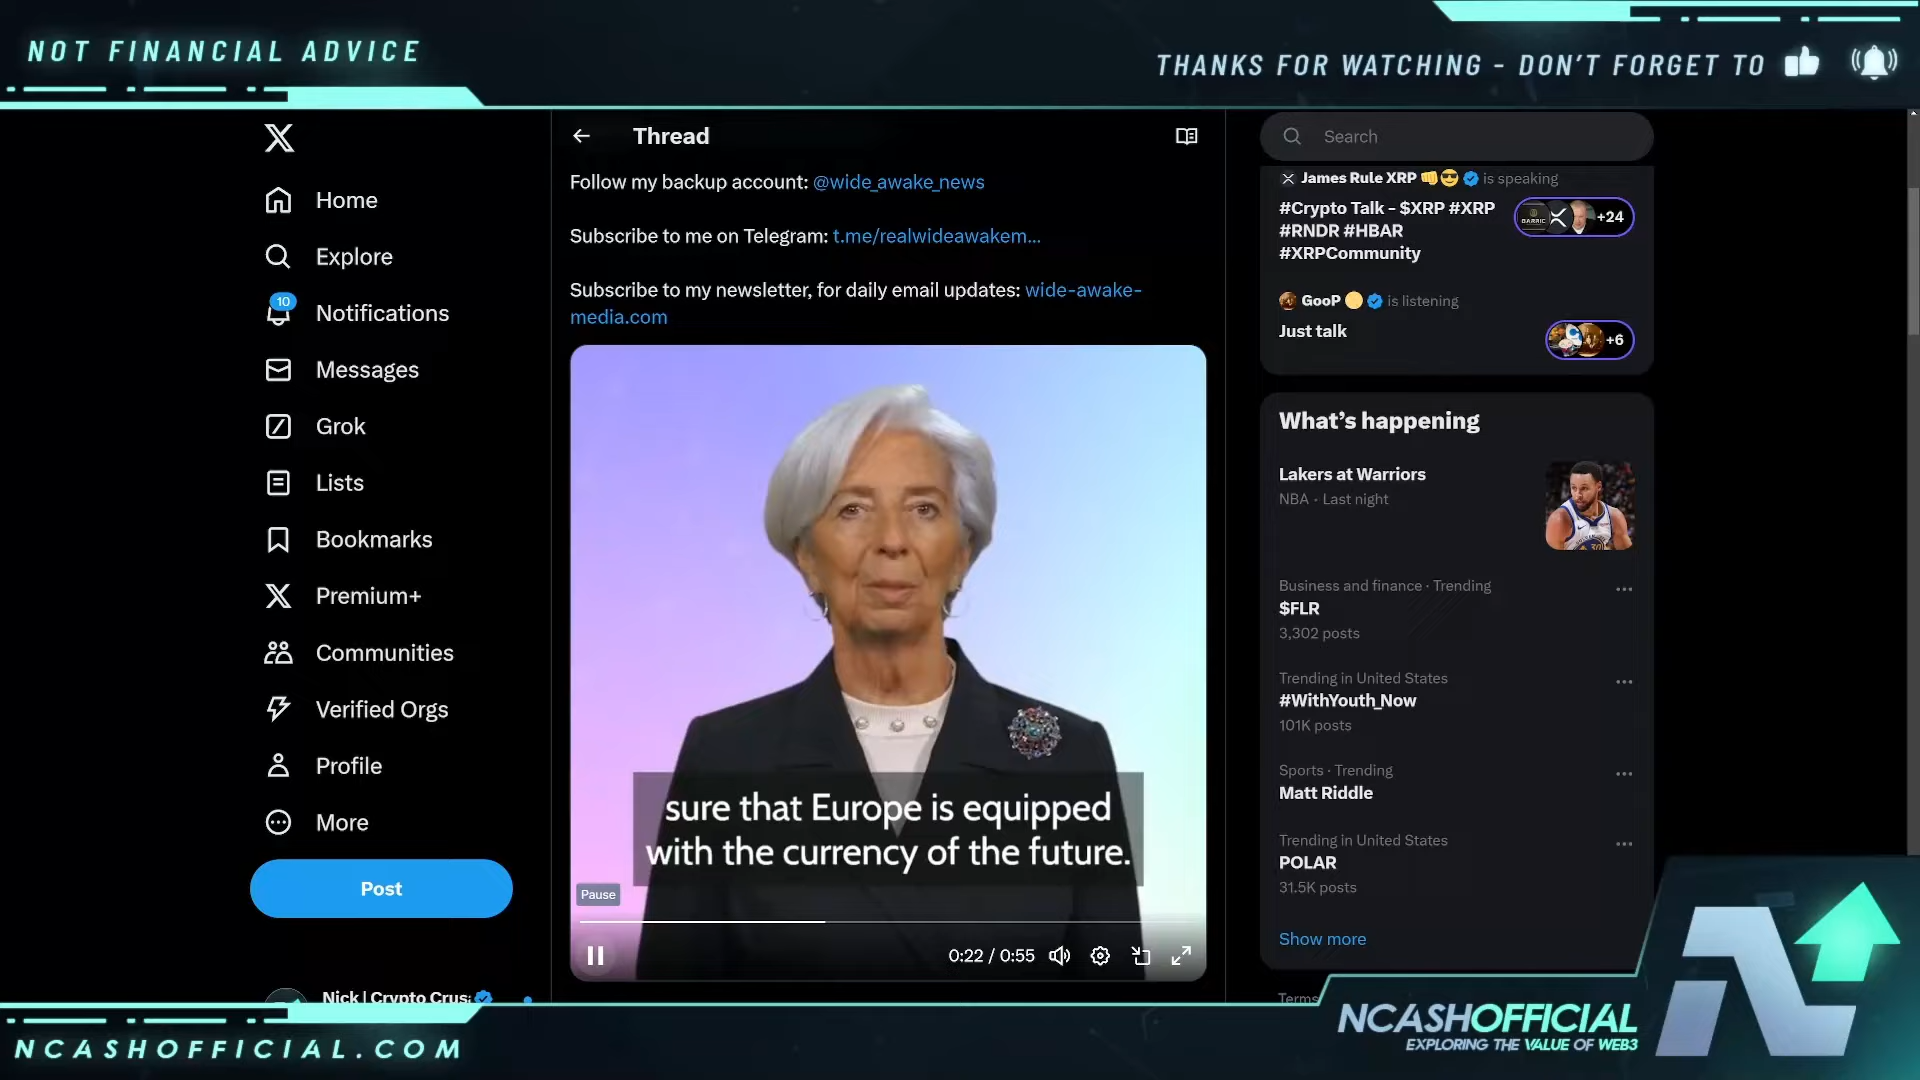 NOT FINANCIAL ADVICE
THANKS FOR WATCHING - DON'T FORGET TO
Home
Explore
10
Notifications
Messages
Grok
Lists
Bookmarks
Premium+
Communities
Verified Orgs
Profile
More
Post
Nick | Crypto Crus
Thread
Follow my backup account: @wide_awake_news
Subscribe to me on Telegram: t.me/realwideawakem...
Subscribe to my newsletter, for daily email updates: wide-awake-
media.com
sure that Europe is equipped
with the currency of the future.
Pause
0:22 / 0:55
Search
James Rule XRP 👊😎 is speaking
#Crypto Talk - $XRP #XRP
#RNDR #HBAR
#XRPCommunity
+24
GooP 🟡 is listening
Just talk
+6
What's happening
Lakers at Warriors
NBA · Last night
Business and finance · Trending
$FLR
3,302 posts
Trending in United States
#WithYouth_Now
101K posts
Sports · Trending
Matt Riddle
Trending in United States
POLAR
31.5K posts
Show more
Terms
NCASHOFFICIAL.COM
NCASHOFFICIAL
EXPLORING THE VALUE OF WEB3